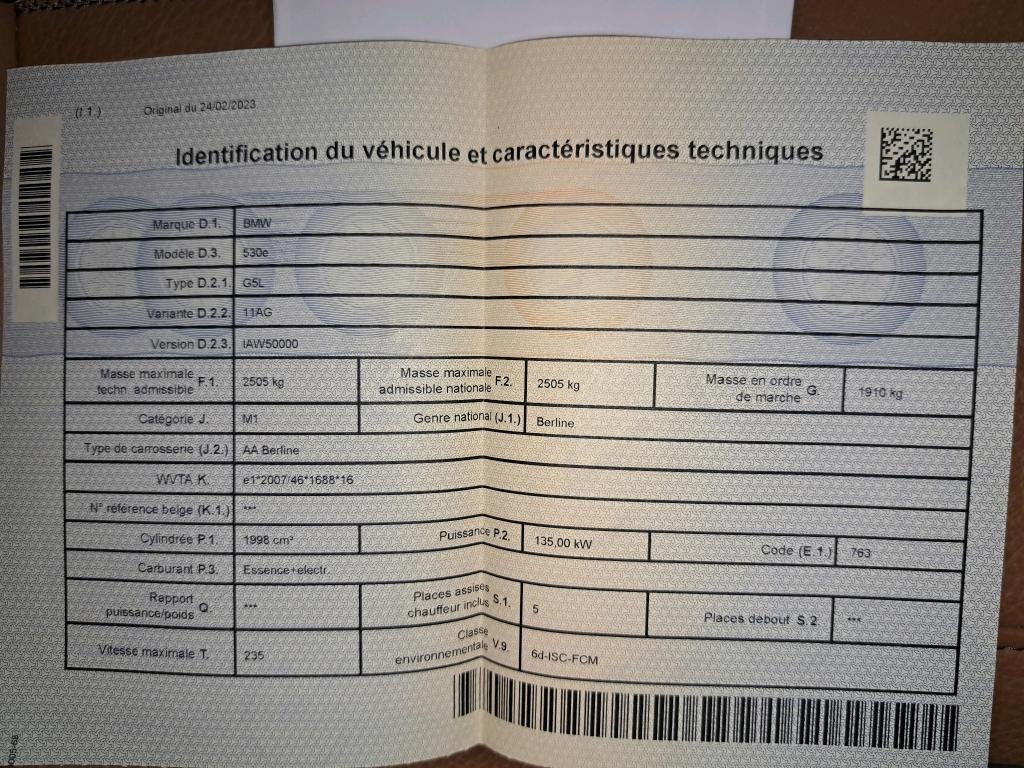 (I.1.) Original du 24/02/2023
Identification du véhicule et caractéristiques techniques
Marque D.1. BMW
Modèle D.3. 530e
Type D.2.1. G5L
Variante D.2.2. 11AG
Version D.2.3. IAW50000
Masse maximale techn. admissible F.1. 2505 kg Masse maximale admissible nationale F.2. 2505 kg Masse en ordre de marche G. 1910 kg
Catégorie J. M1 Genre national (J.1.) Berline
Type de carrosserie (J.2.) AA Berline
WVTA K. e1*2007/46*1688*16
N° référence belge (K.1.) ***
Cylindrée P.1. 1998 cm³ Puissance P.2. 135,00 kW Code (E.1.) 763
Carburant P.3. Essence+electr.
Rapport puissance/poids Q. *** Places assises chauffeur inclus S.1. 5 Places debout S.2 ***
Vitesse maximale T. 235 Classe environnementale V.9. 6d-ISC-FCM